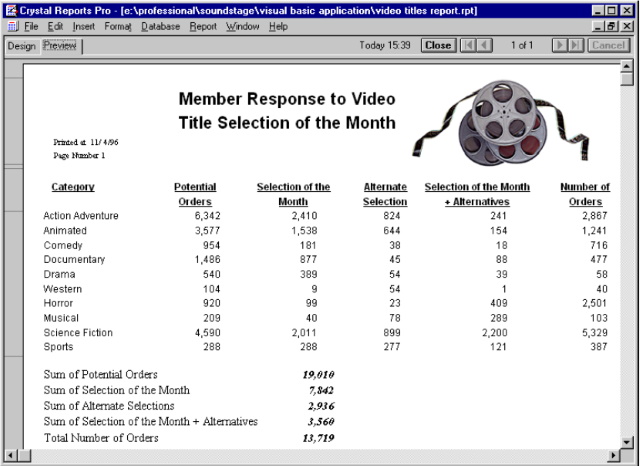 Crystal Reports Pro - [e:\professional\soundstage\visual basic application\video titles report.rpt]
File Edit Insert Format Database Report Window Help
Design Preview Today 15:39 Close 1 of 1 Cancel
Member Response to Video
Title Selection of the Month
Printed at 11/4/96
Page Number 1
Category Potential Selection of the Alternate Selection of the Month Number of
Orders Month Selection + Alternatives Orders
Action Adventure 6,342 2,410 824 241 2,867
Animated 3,577 1,538 644 154 1,241
Comedy 954 181 38 18 716
Documentary 1,486 877 45 88 477
Drama 540 389 54 39 58
Western 104 9 54 1 40
Horror 920 99 23 409 2,501
Musical 209 40 78 289 103
Science Fiction 4,590 2,011 899 2,200 5,329
Sports 288 288 277 121 387
Sum of Potential Orders 19,010
Sum of Selection of the Month 7,842
Sum of Alternate Selections 2,936
Sum of Selection of the Month + Alternatives 3,560
Total Number of Orders 13,719